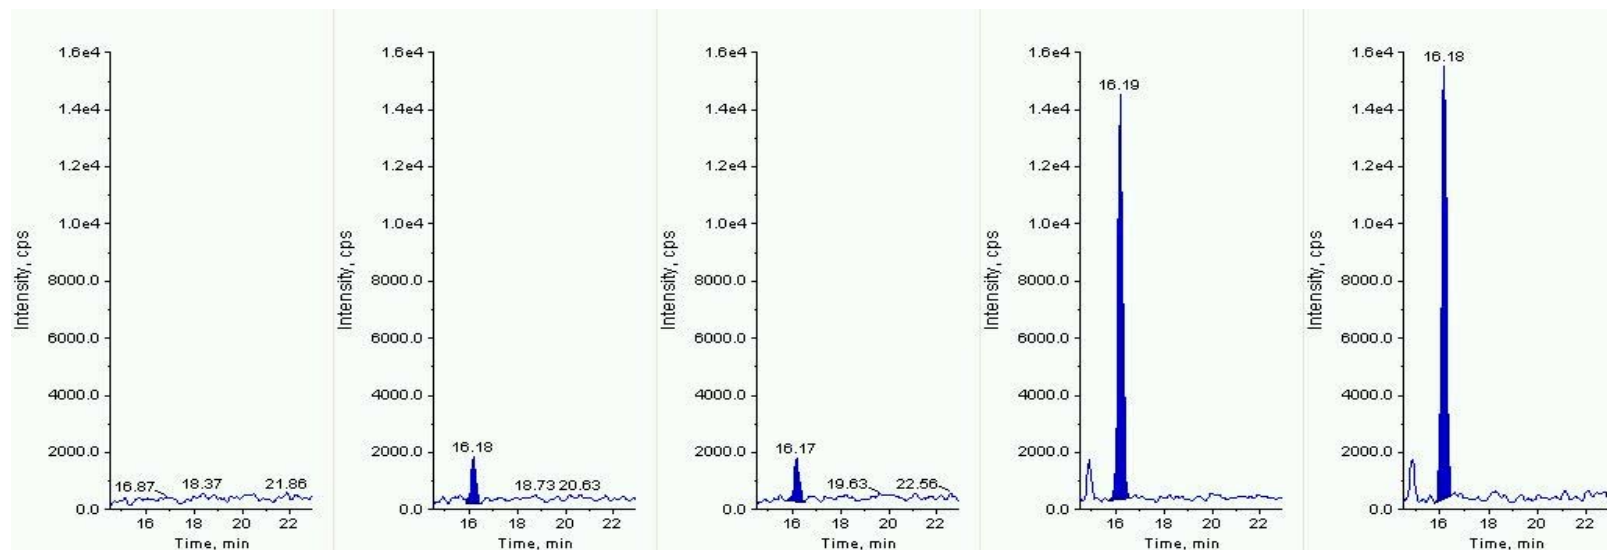 1.6e4
1.4e4
1.2e4
1.0e4
8000.0
6000.0
4000.0
2000.0
0.0
Intensity, cps
16.87
18.37
21.86
16 18 20 22
Time, min
1.6e4
1.4e4
1.2e4
1.0e4
8000.0
6000.0
4000.0
2000.0
0.0
Intensity, cps
16.18
18.73 20.63
16 18 20 22
Time, min
1.6e4
1.4e4
1.2e4
1.0e4
8000.0
6000.0
4000.0
2000.0
0.0
Intensity, cps
16.17
19.63
22.56
16 18 20 22
Time, min
1.6e4
1.4e4
1.2e4
1.0e4
8000.0
6000.0
4000.0
2000.0
0.0
Intensity, cps
16.19
16 18 20 22
Time, min
1.6e4
1.4e4
1.2e4
1.0e4
8000.0
6000.0
4000.0
2000.0
0.0
Intensity, cps
16.18
16 18 20 22
Time, min